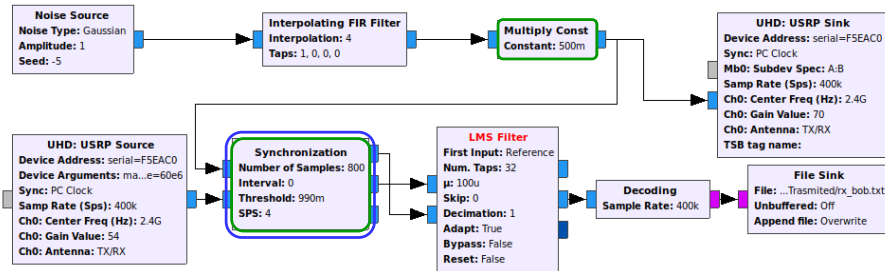 Noise Source
Noise Type: Gaussian
Amplitude: 1
Seed: -5
Interpolating FIR Filter
Interpolation: 4
Taps: 1, 0, 0, 0
Multiply Const
Constant: 500m
UHD: USRP Sink
Device Address: serial=F5EAC0
Sync: PC Clock
Mb0: Subdev Spec: A:B
Samp Rate (Sps): 400k
Ch0: Center Freq (Hz): 2.4G
Ch0: Gain Value: 70
Ch0: Antenna: TX/RX
TSB tag name:
UHD: USRP Source
Device Address: serial=F5EAC0
Device Arguments: ma...e=60e6
Sync: PC Clock
Samp Rate (Sps): 400k
Ch0: Center Freq (Hz): 2.4G
Ch0: Gain Value: 54
Ch0: Antenna: TX/RX
Synchronization
Number of Samples: 800
Interval: 0
Threshold: 990m
SPS: 4
LMS Filter
First Input: Reference
Num. Taps: 32
μ: 100u
Skip: 0
Decimation: 1
Adapt: True
Bypass: False
Reset: False
Decoding
Sample Rate: 400k
File Sink
File: ...Trasmited/rx_bob.txt
Unbuffered: Off
Append file: Overwrite